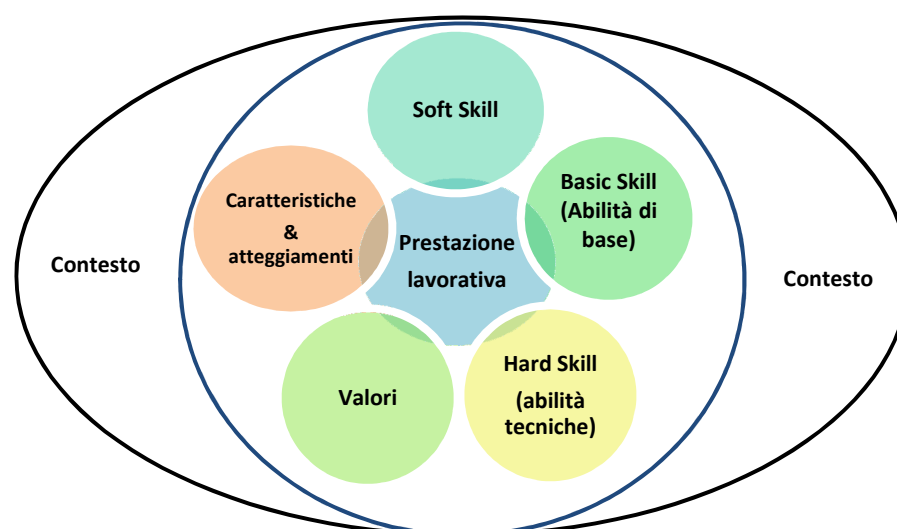 Soft Skill
Basic Skill
(Abilità di
base)
Caratteristiche
&
atteggiamenti
Prestazione
lavorativa
Contesto
Contesto
Hard Skill
(abilità
tecniche)
Valori